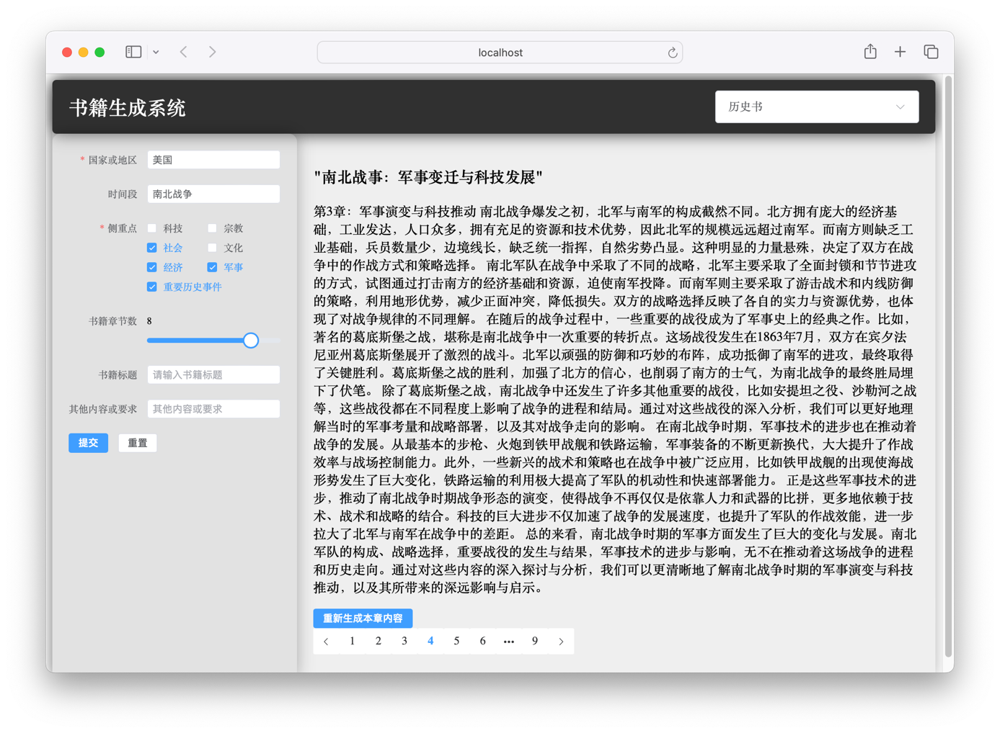 localhost
书籍生成系统
历史书
* 国家或地区 美国
时间段 南北战争
* 侧重点 科技 宗教
社会 文化
经济 军事
重要历史事件
书籍章节数 8
书籍标题 请输入书籍标题
其他内容或要求 其他内容或要求
提交 重置
"南北战事：军事变迁与科技发展"
第3章：军事演变与科技推动 南北战争爆发之初，北军与南军的构成截然不同。北方拥有庞大的经济基
础，工业发达，人口众多，拥有充足的资源和技术优势，因此北军的规模远远超过南军。而南方则缺乏工
业基础，兵员数量少，边境线长，缺乏统一指挥，自然劣势凸显。这种明显的力量悬殊，决定了双方在战
争中的作战方式和策略选择。 南北军队在战争中采取了不同的战略，北军主要采取了全面封锁和节节进攻
的方式，试图通过打击南方的经济基础和资源，迫使南军投降。而南军则主要采取了游击战术和内线防御
的策略，利用地形优势，减少正面冲突，降低损失。双方的战略选择反映了各自的实力与资源优势，也体
现了对战争规律的不同理解。 在随后的战争过程中，一些重要的战役成为了军事史上的经典之作。比如，
著名的葛底斯堡之战，堪称是南北战争中一次重要的转折点。这场战役发生在1863年7月，双方在宾夕法
尼亚州葛底斯堡展开了激烈的战斗。北军以顽强的防御和巧妙的布阵，成功抵御了南军的进攻，最终取得
了关键胜利。葛底斯堡之战的胜利，加强了北方的信心，也削弱了南方的士气，为南北战争的最终胜局埋
下了伏笔。 除了葛底斯堡之战，南北战争中还发生了许多其他重要的战役，比如安提坦之役、沙勒河之战
等，这些战役都在不同程度上影响了战争的进程和结局。通过对这些战役的深入分析，我们可以更好地理
解当时的军事考量和战略部署，以及其对战争走向的影响。 在南北战争时期，军事技术的进步也在推动着
战争的发展。从最基本的步枪、火炮到铁甲战舰和铁路运输，军事装备的不断更新换代，大大提升了作战
效率与战场控制能力。此外，一些新兴的战术和策略也在战争中被广泛应用，比如铁甲战舰的出现使海战
形势发生了巨大变化，铁路运输的利用极大提高了军队的机动性和快速部署能力。 正是这些军事技术的进
步，推动了南北战争时期战争形态的演变，使得战争不再仅仅是依靠人力和武器的比拼，更多地依赖于技
术、战术和战略的结合。科技的巨大进步不仅加速了战争的发展速度，也提升了军队的作战效能，进一步
拉大了北军与南军在战争中的差距。 总的来看，南北战争时期的军事方面发生了巨大的变化与发展。南北
军队的构成、战略选择，重要战役的发生与结果，军事技术的进步与影响，无不在推动着这场战争的进程
和历史走向。通过对这些内容的深入探讨与分析，我们可以更清晰地了解南北战争时期的军事演变与科技
推动，以及其所带来的深远影响与启示。
重新生成本章内容
1 2 3 4 5 6 ••• 9